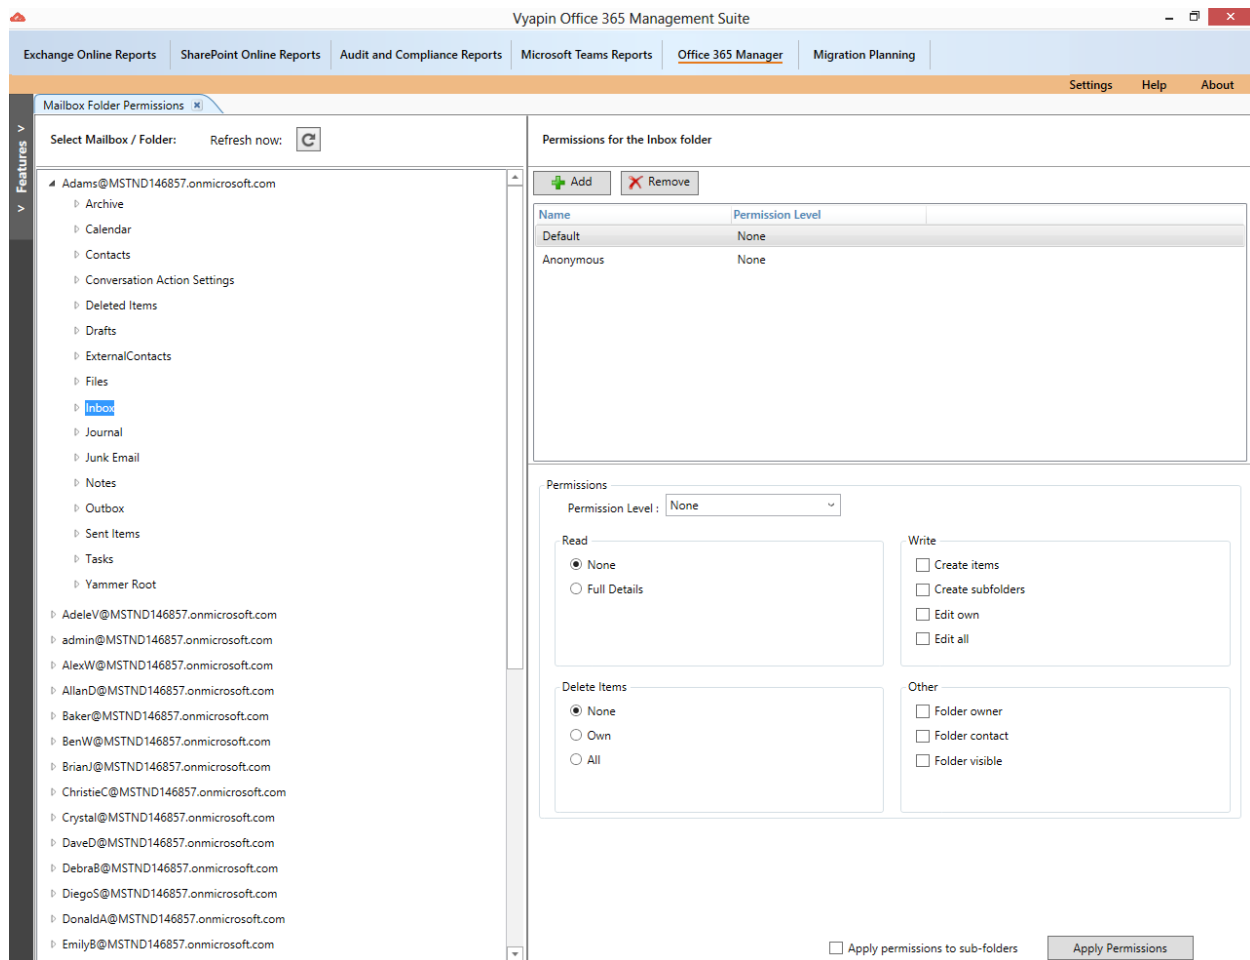 Vyapin Office 365 Management Suite
Exchange Online Reports
SharePoint Online Reports
Audit and Compliance Reports
Microsoft Teams Reports
Office 365 Manager
Migration Planning
Settings
Help
About
Mailbox Folder Permissions
> Features >
Select Mailbox / Folder:
Refresh now:
Adams@MSTND146857.onmicrosoft.com
Archive
Calendar
Contacts
Conversation Action Settings
Deleted Items
Drafts
ExternalContacts
Files
Inbox
Journal
Junk Email
Notes
Outbox
Sent Items
Tasks
Yammer Root
AdeleV@MSTND146857.onmicrosoft.com
admin@MSTND146857.onmicrosoft.com
AlexW@MSTND146857.onmicrosoft.com
AllanD@MSTND146857.onmicrosoft.com
Baker@MSTND146857.onmicrosoft.com
BenW@MSTND146857.onmicrosoft.com
BrianJ@MSTND146857.onmicrosoft.com
ChristieC@MSTND146857.onmicrosoft.com
Crystal@MSTND146857.onmicrosoft.com
DaveD@MSTND146857.onmicrosoft.com
DebraB@MSTND146857.onmicrosoft.com
DiegoS@MSTND146857.onmicrosoft.com
DonaldA@MSTND146857.onmicrosoft.com
EmilyB@MSTND146857.onmicrosoft.com
Permissions for the Inbox folder
Add
Remove
Name Permission Level
Default None
Anonymous None
Permissions
Permission Level : None
Read
None
Full Details
Write
Create items
Create subfolders
Edit own
Edit all
Delete Items
None
Own
All
Other
Folder owner
Folder contact
Folder visible
Apply permissions to sub-folders
Apply Permissions